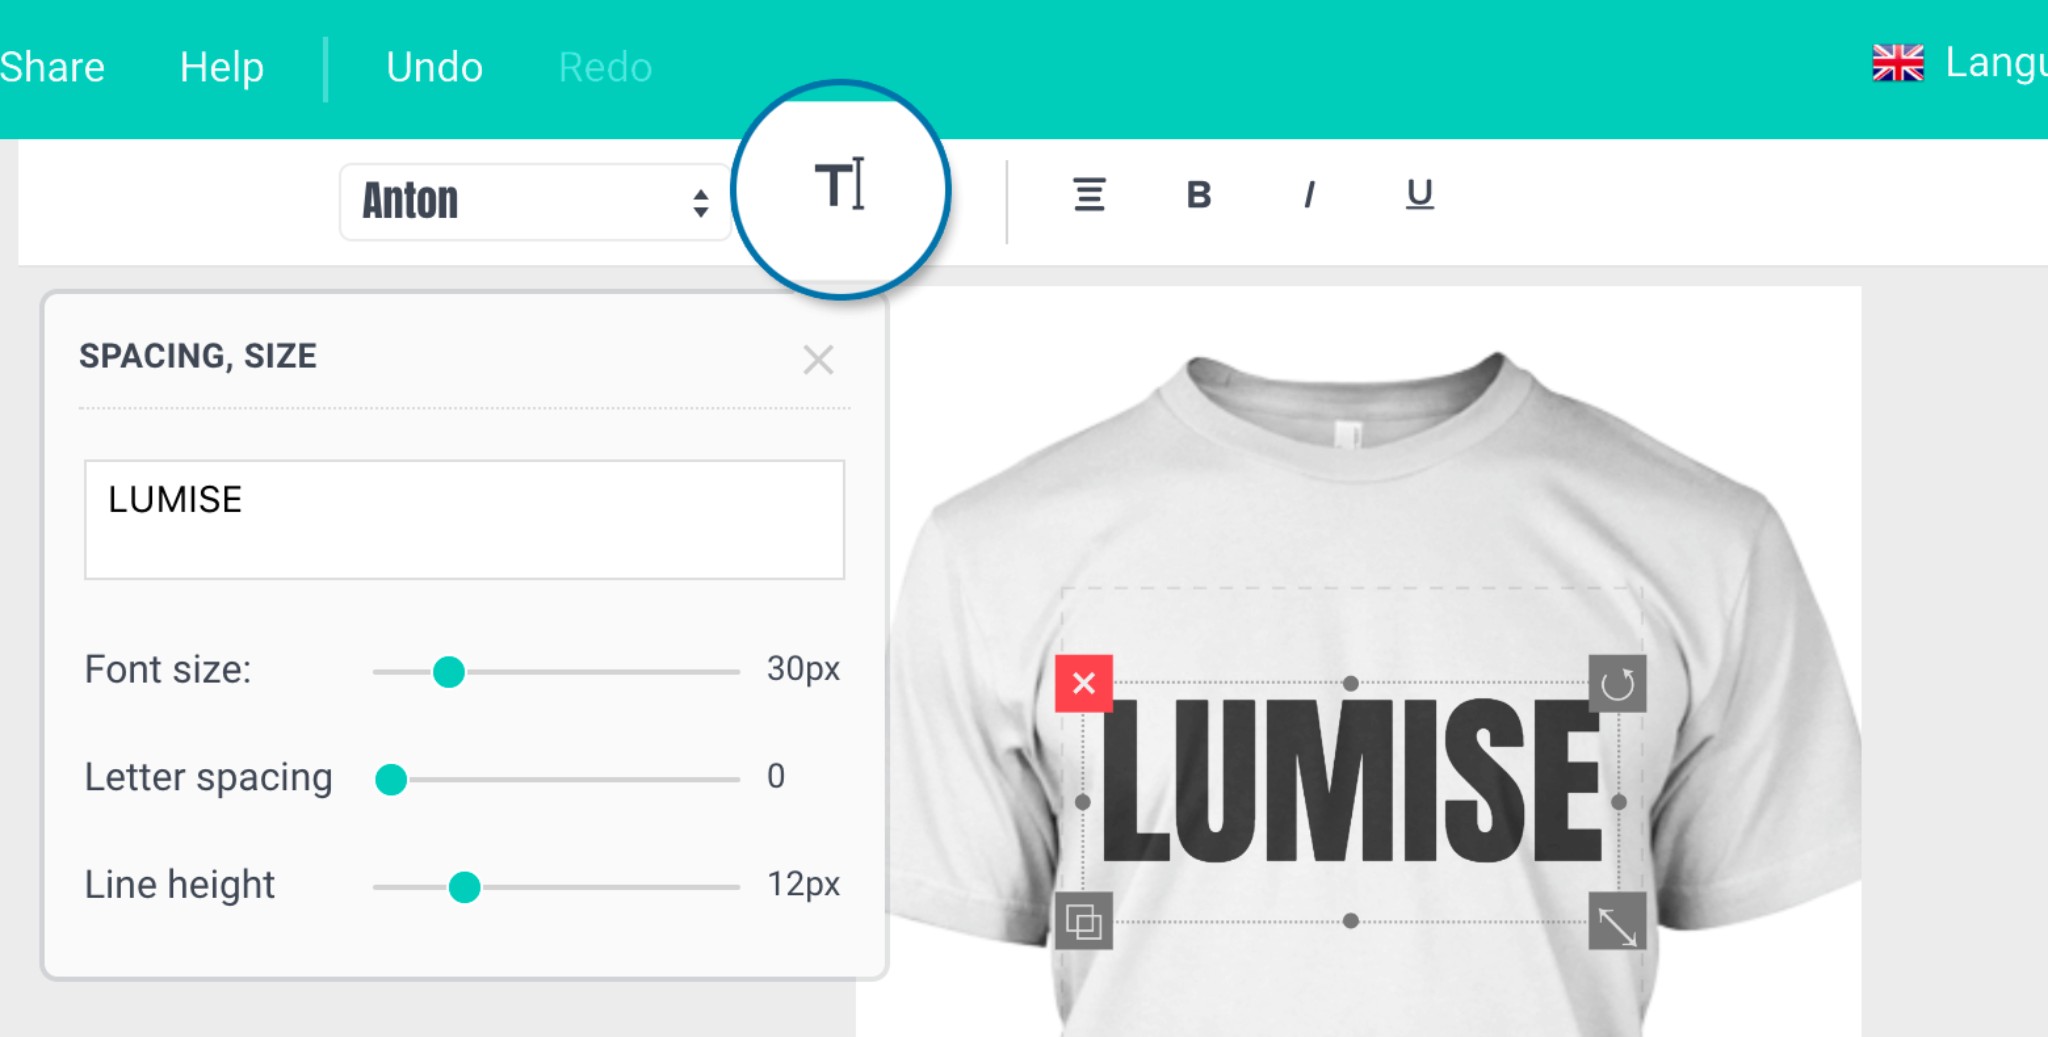 Share Help Undo Redo Langu
Anton T B I U
SPACING, SIZE
LUMISE
Font size: 30px
Letter spacing 0
Line height 12px
LUMISE